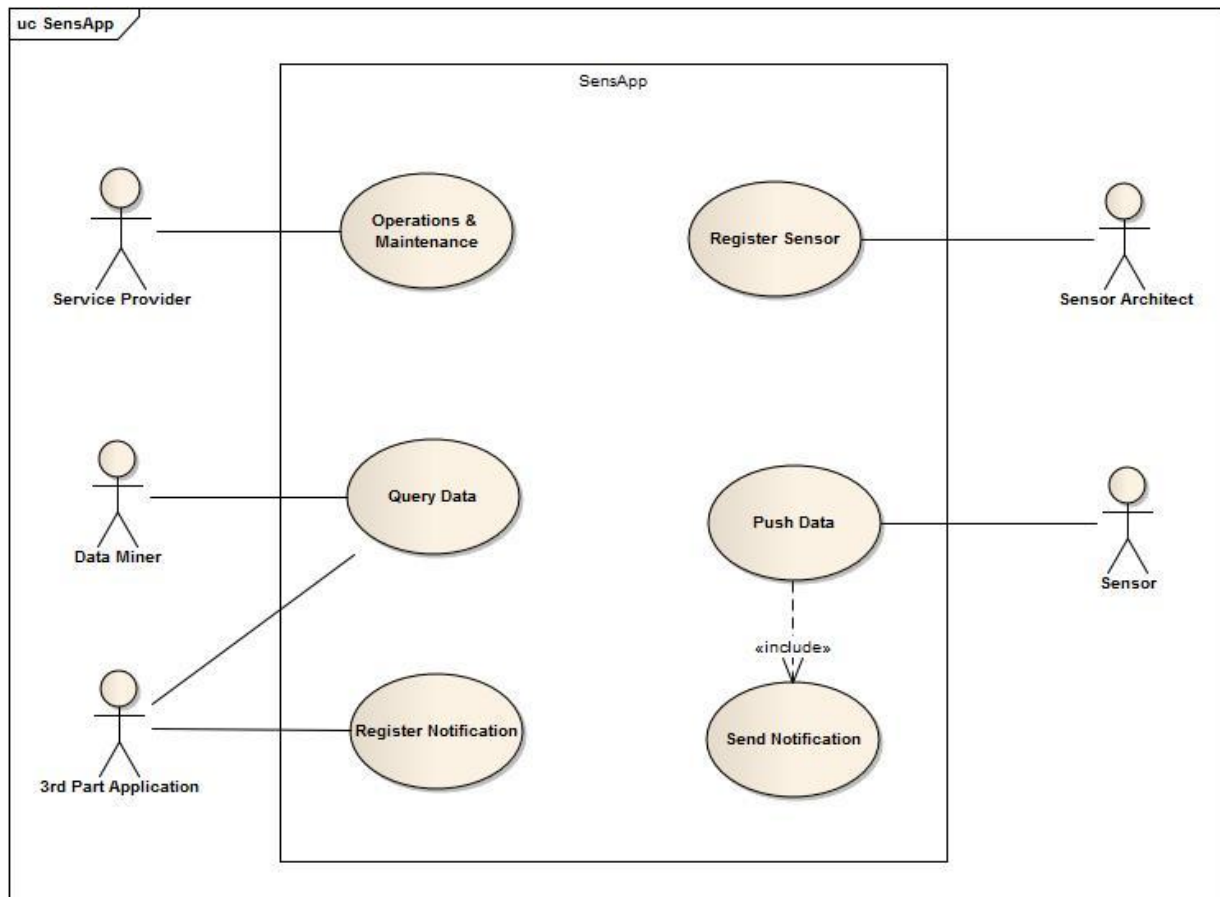 uc SensApp
SensApp
Operations &
Maintenance
Register Sensor
Service Provider
Sensor Architect
Query Data
Push Data
Data Miner
Sensor
«include»
Register Notification
Send Notification
3rd Part Application